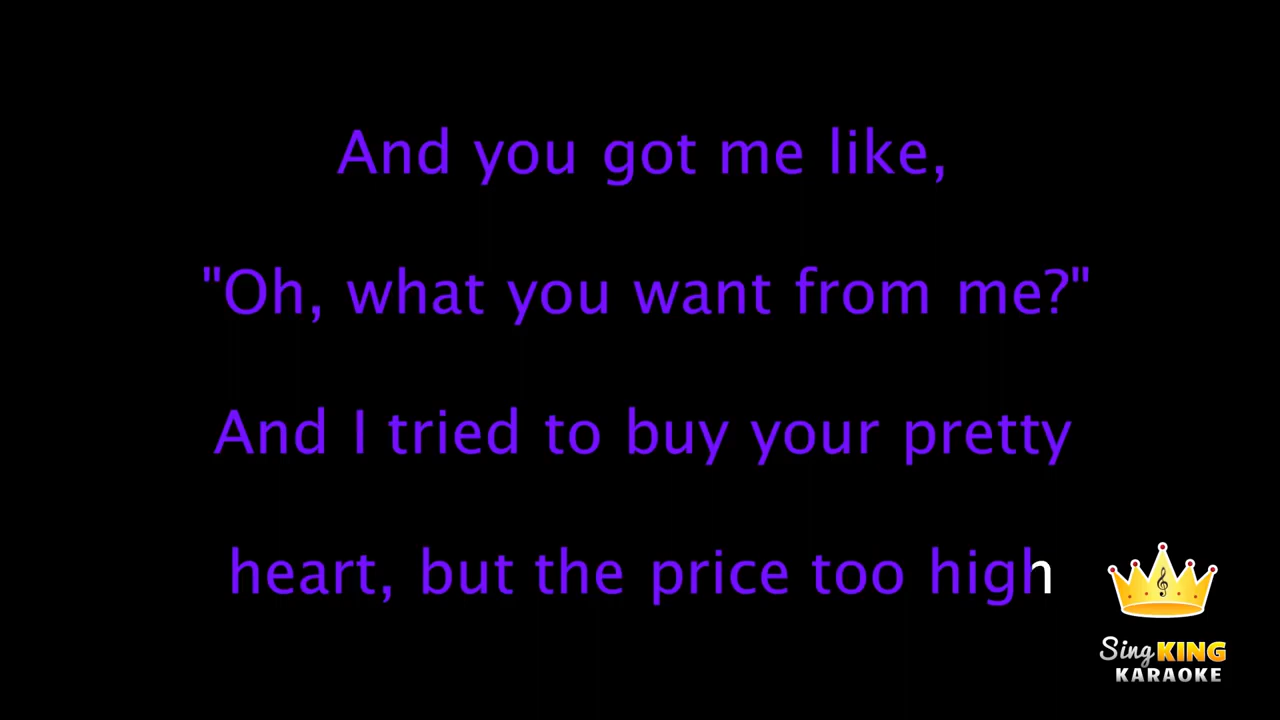 And you got me like,
"Oh, what you want from me?"
And I tried to buy your pretty
heart, but the price too high
Sing KING
KARAOKE